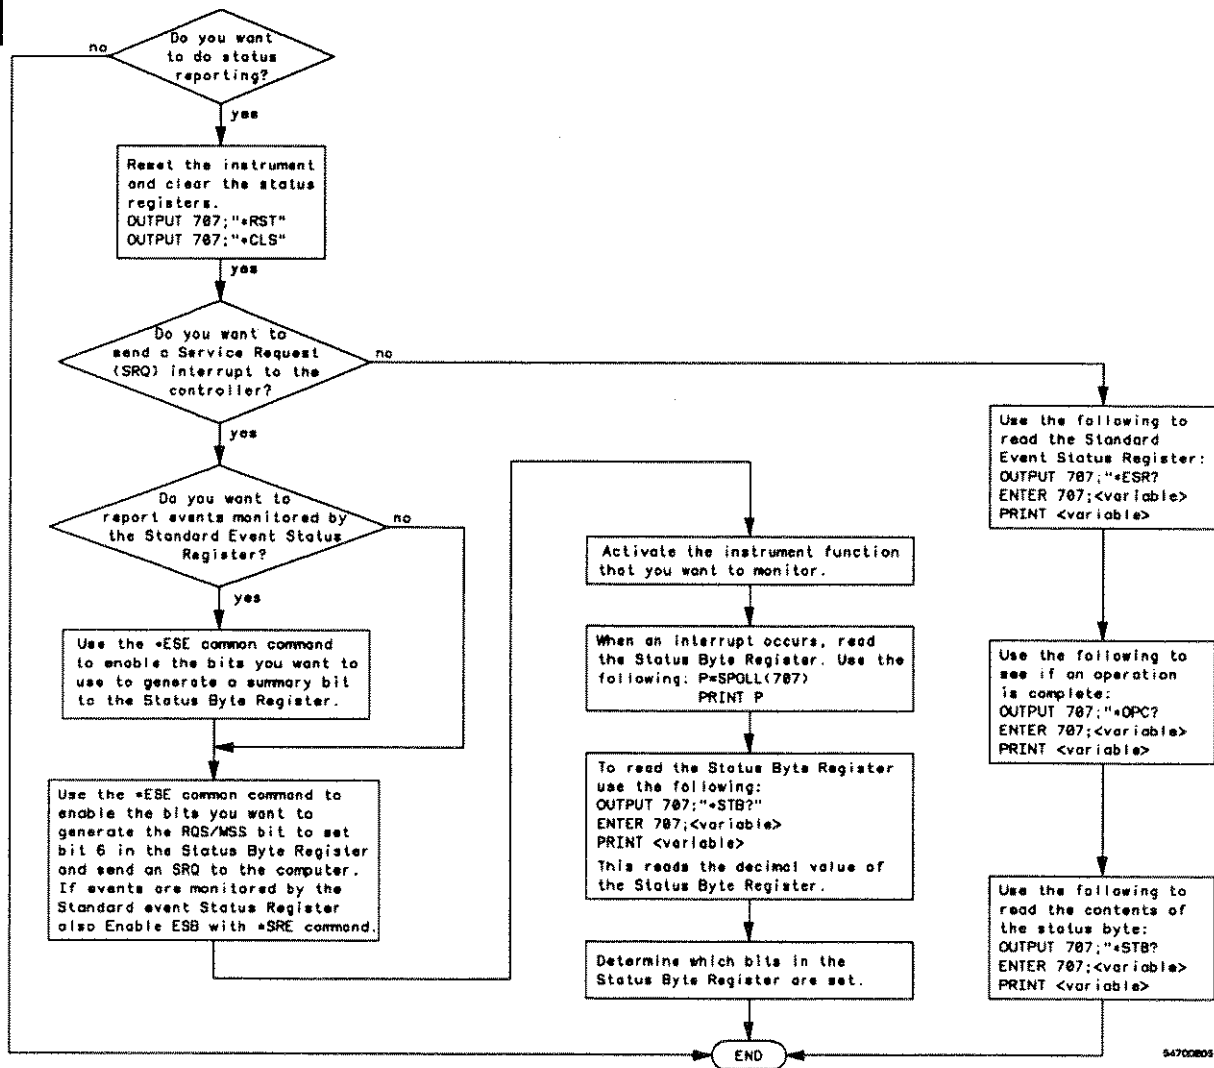 Do you want
to do status
reporting?
no
yes
Reset the instrument
and clear the status
registers.
OUTPUT 707;"*RST"
OUTPUT 707;"*CLS"
yes
Do you want to
send a Service Request
(SRQ) interrupt to the
controller?
no
yes
Do you want to
report events monitored by
the Standard Event Status
Register?
no
yes
Use the *ESE common command
to enable the bits you want to
use to generate a summary bit
to the Status Byte Register.
Use the *ESE common command to
enable the bits you want to
generate the RQS/MSS bit to set
bit 6 in the Status Byte Register
and send an SRQ to the computer.
If events are monitored by the
Standard event Status Register
also Enable ESB with *SRE command.
Activate the instrument function
that you want to monitor.
When an interrupt occurs, read
the Status Byte Register. Use the
following: P=SPOLL(707)
PRINT P
To read the Status Byte Register
use the following:
OUTPUT 707;"*STB?"
ENTER 707;<variable>
PRINT <variable>
This reads the decimal value of
the Status Byte Register.
Determine which bits in the
Status Byte Register are set.
Use the following to
read the Standard
Event Status Register:
OUTPUT 707;"*ESR?
ENTER 707;<variable>
PRINT <variable>
Use the following to
see if an operation
is complete:
OUTPUT 707;"*OPC?
ENTER 707;<variable>
PRINT <variable>
Use the following to
read the contents of
the status byte:
OUTPUT 707;"*STB?
ENTER 707;<variable>
PRINT <variable>
END
54700B05